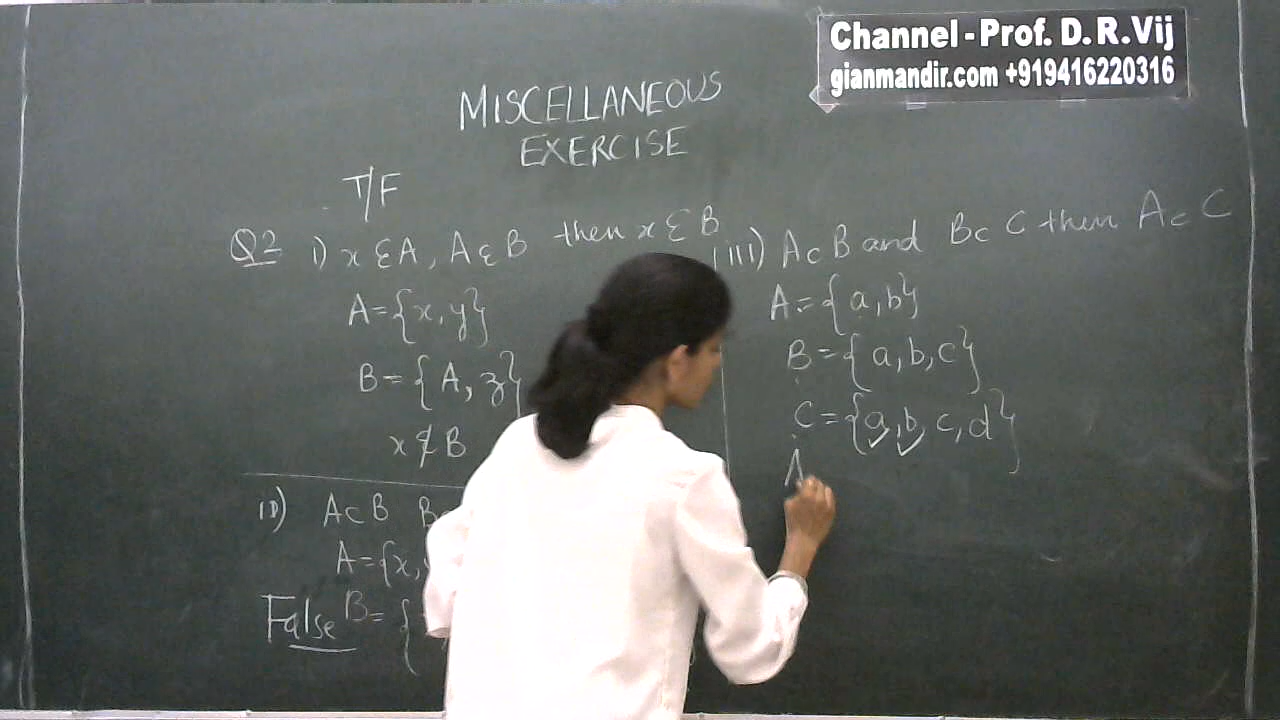 Channel - Prof. D. R. Vij
gianmandir.com +919416220316
MISCELLANEOUS
EXERCISE
T/F
Q2 i) x ∈ A, A ∈ B then x ∈ B
A = {x, y}
B = {A, z}
x ∉ B
ii) A ⊂ B B
A = {x,
False B = {
iii) A ⊂ B and B ⊂ C then A ⊂ C
A = {a, b}
B = {a, b, c}
C = {a, b, c, d}
A